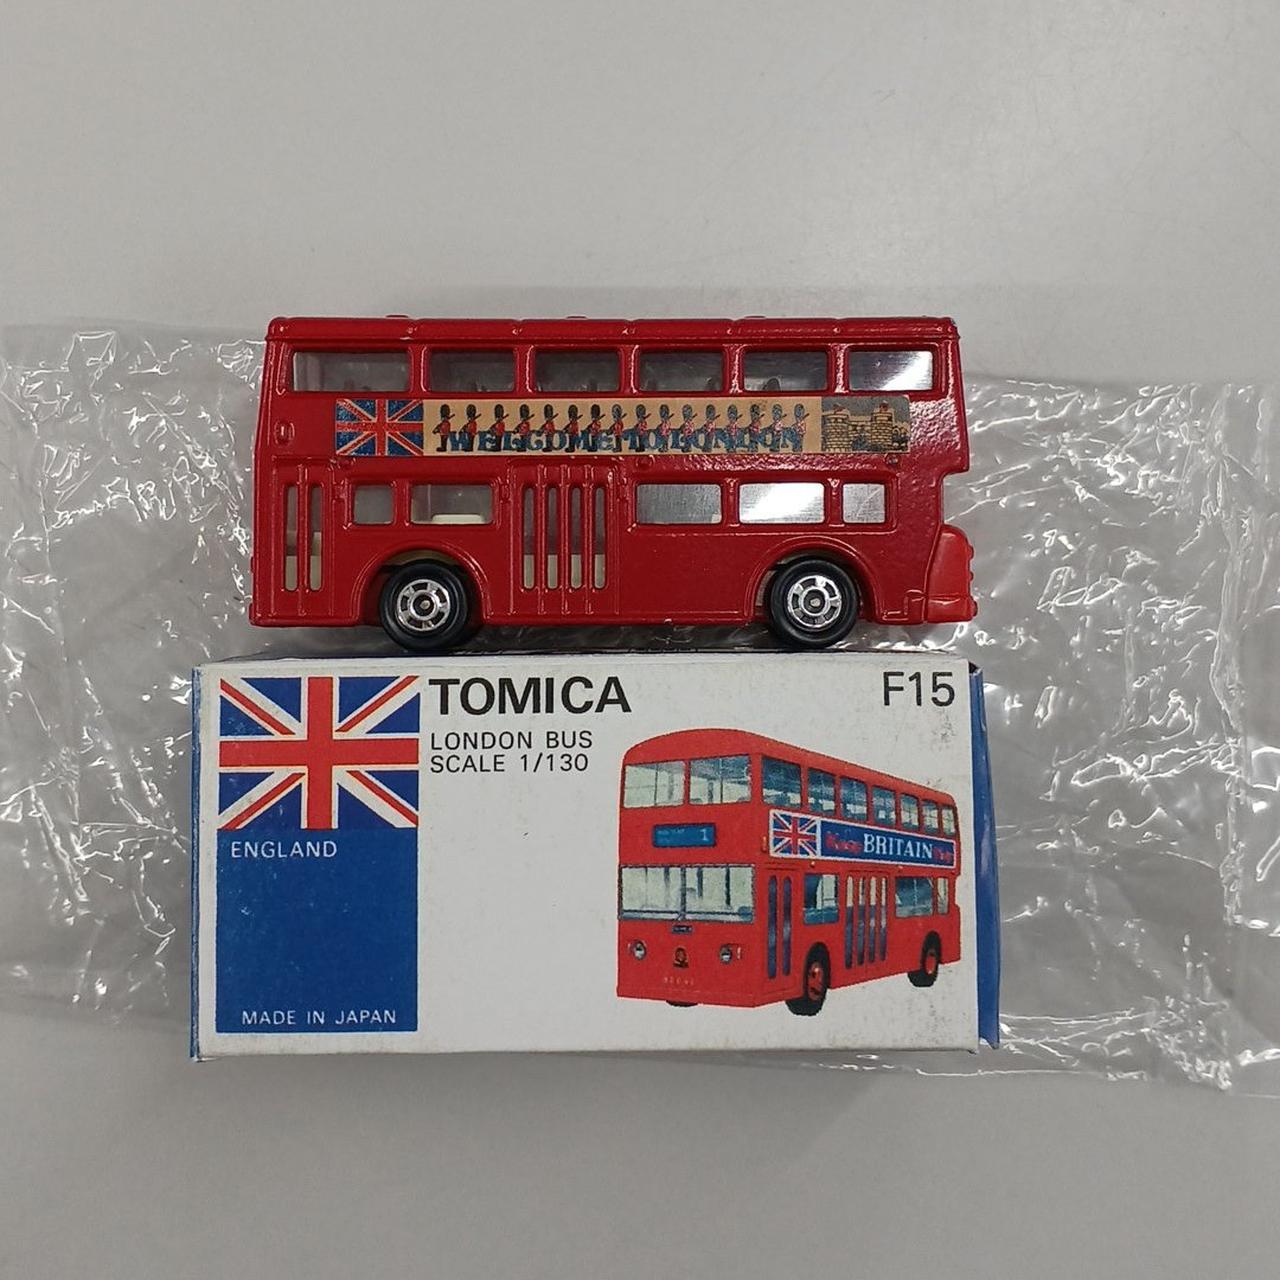 WELCOME TO LONDON
TOMICA
F15
LONDON BUS
SCALE 1/130
1
BRITAIN
ENGLAND
MADE IN JAPAN